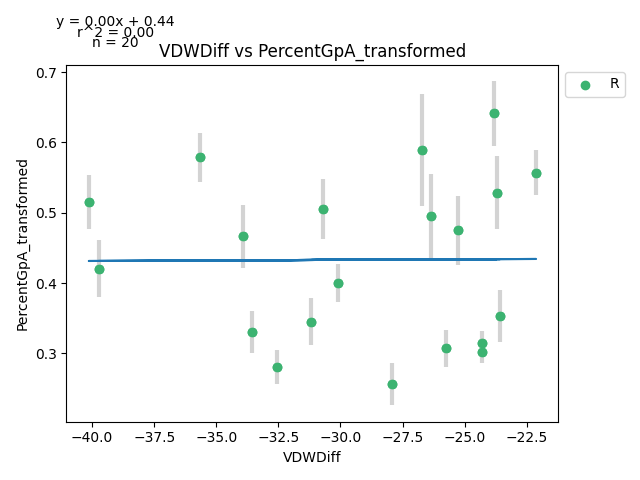 y = 0.00x + 0.44
r^2 = 0.00
n = 20
VDWDiff vs PercentGpA_transformed
R
PercentGpA_transformed
0.7
0.6
0.5
0.4
0.3
−40.0 −37.5 −35.0 −32.5 −30.0 −27.5 −25.0 −22.5
VDWDiff